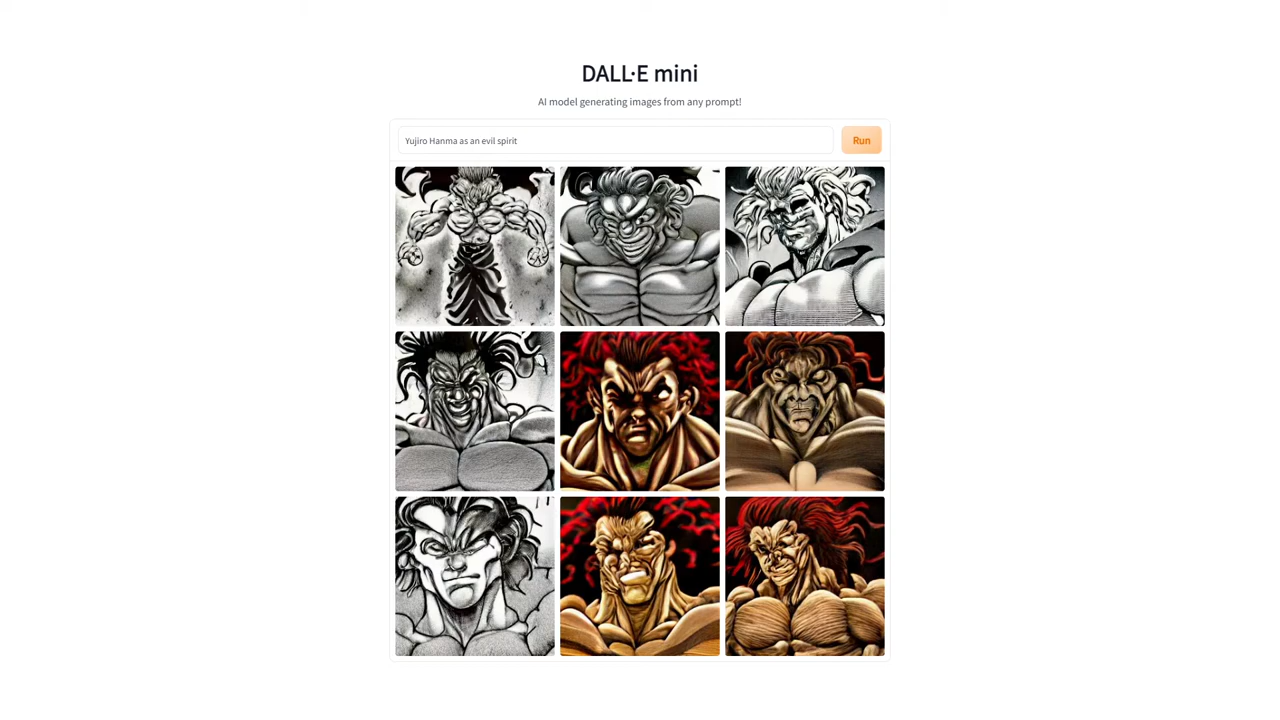 DALL·E mini
AI model generating images from any prompt!
Yujiro Hanma as an evil spirit
Run